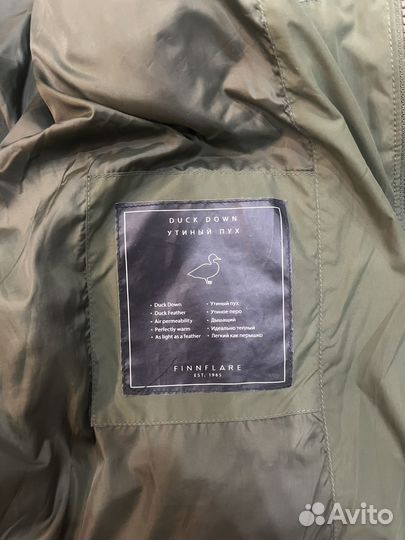 DUCK DOWN
УТИНЫЙ ПУХ
• Duck Down
• Duck Feather
• Air permeability
• Perfectly warm
• As light as a feather
• Утиный пух
• Утиное перо
• Дышащий
• Идеально теплый
• Легкий как перышко
FINNFLARE
EST. 1965
Avito